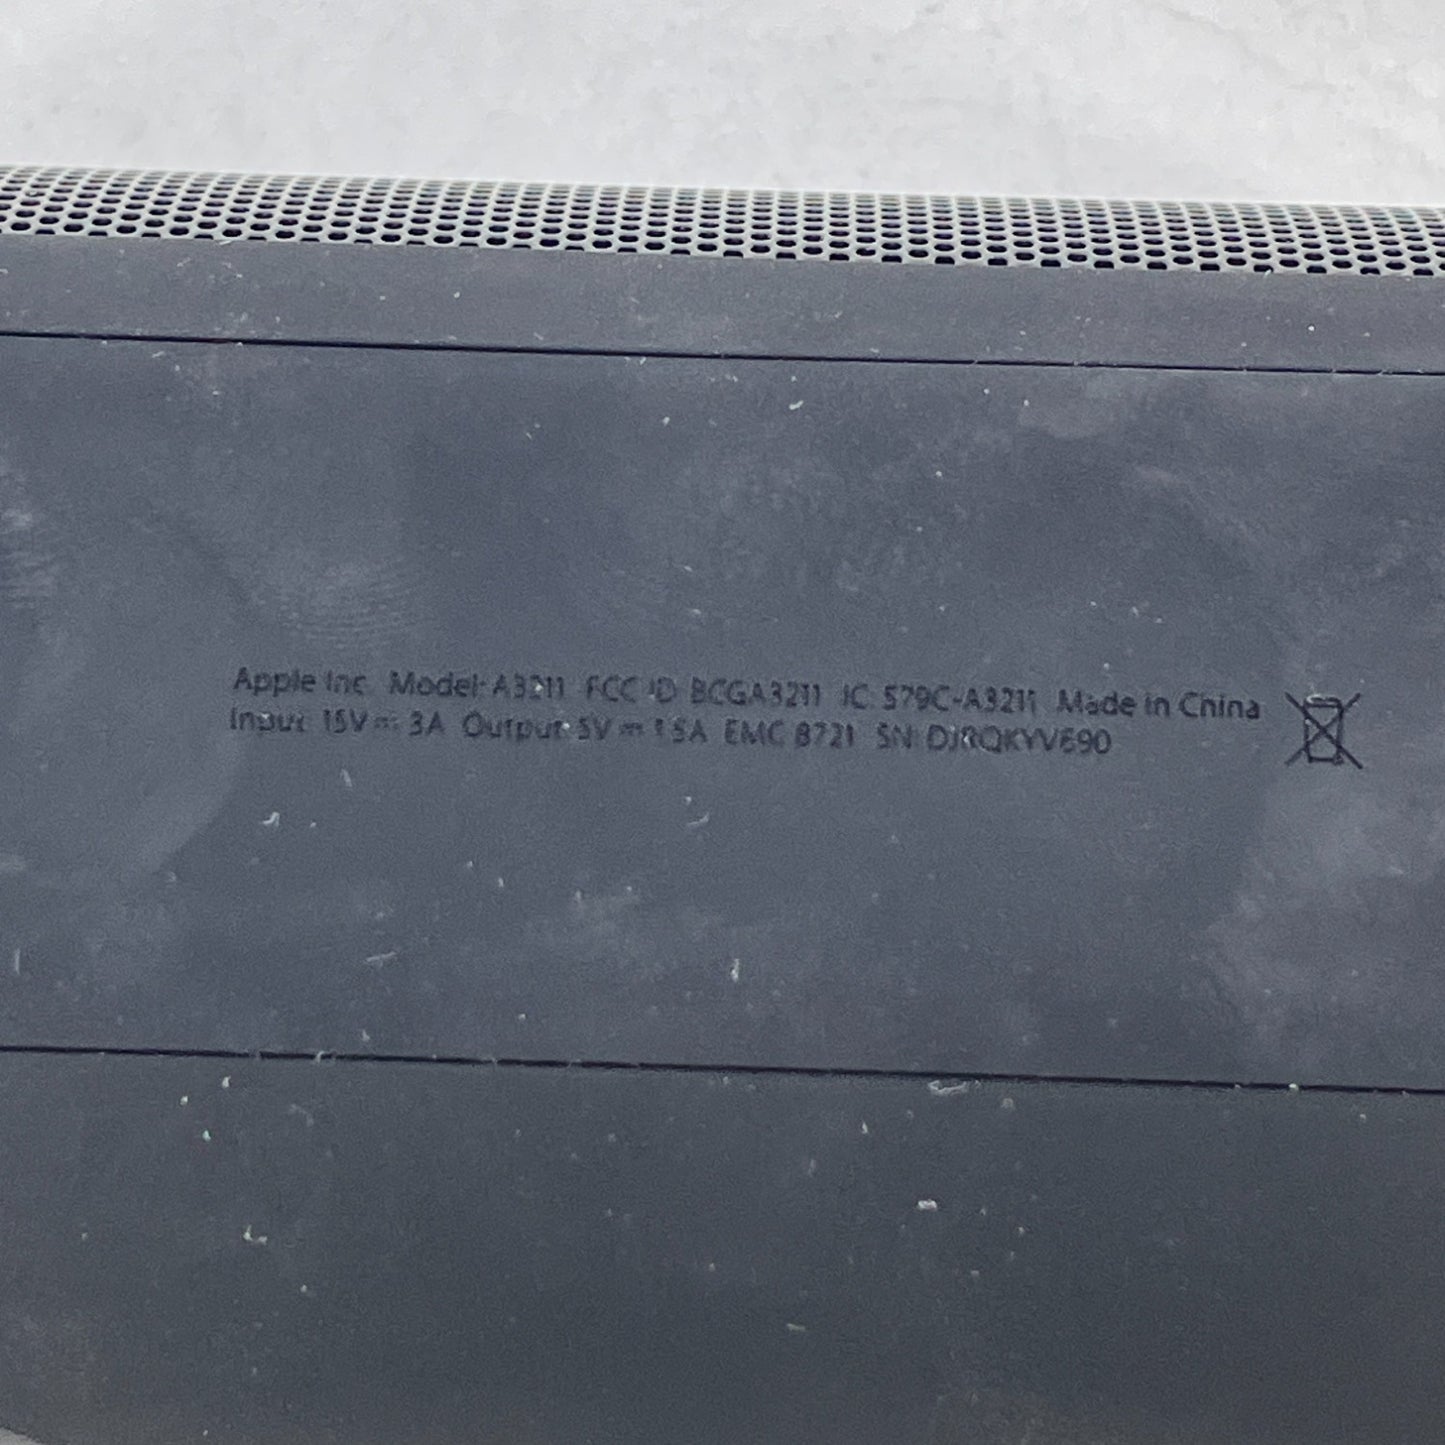 Apple Inc. Model: A3211 FCC ID: BCGA3211 IC: 579C-A3211 Made in China
Input: 15V⎓3A Output: 5V⎓1.5A EMC 8721 SN: